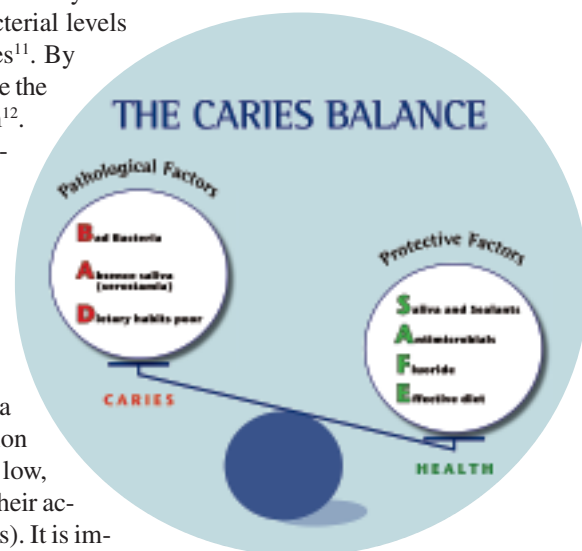 cterial levels
es¹¹. By
e the
¹².
-
THE CARIES BALANCE
Pathological Factors
Bad Bacteria
Absence saliva
(xerostomia)
Dietary habits poor
Protective Factors
Saliva and Sealants
Antimicrobials
Fluoride
Effective diet
CARIES
HEALTH
a
on
low,
heir ac-
s). It is im-